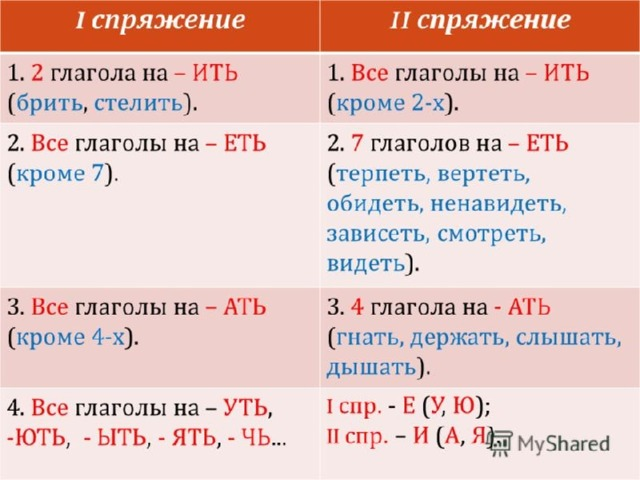 I спряжение
II спряжение
1. 2 глагола на – ИТЬ
(брить, стелить).
1. Все глаголы на – ИТЬ
(кроме 2-х).
2. Все глаголы на – ЕТЬ
(кроме 7).
2. 7 глаголов на – ЕТЬ
(терпеть, вертеть,
обидеть, ненавидеть,
зависеть, смотреть,
видеть).
3. Все глаголы на – АТЬ
(кроме 4-х).
3. 4 глагола на - АТЬ
(гнать, держать, слышать,
дышать).
4. Все глаголы на – УТЬ,
-ЮТЬ, - ЫТЬ, - ЯТЬ, - ЧЬ...
I спр. - Е (У, Ю);
II спр. – И (А, Я).
MyShared